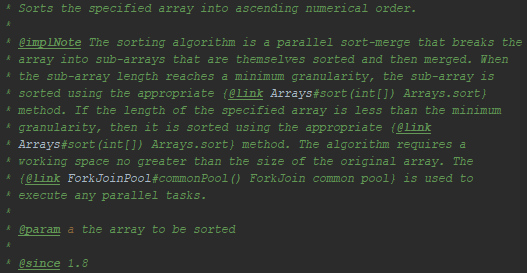 * Sorts the specified array into ascending numerical order.
*
* @implNote The sorting algorithm is a parallel sort-merge that breaks the
* array into sub-arrays that are themselves sorted and then merged. When
* the sub-array length reaches a minimum granularity, the sub-array is
* sorted using the appropriate {@link Arrays#sort(int[]) Arrays.sort}
* method. If the length of the specified array is less than the minimum
* granularity, then it is sorted using the appropriate {@link
* Arrays#sort(int[]) Arrays.sort} method. The algorithm requires a
* working space no greater than the size of the original array. The
* {@link ForkJoinPool#commonPool() ForkJoin common pool} is used to
* execute any parallel tasks.
*
* @param a the array to be sorted
*
* @since 1.8